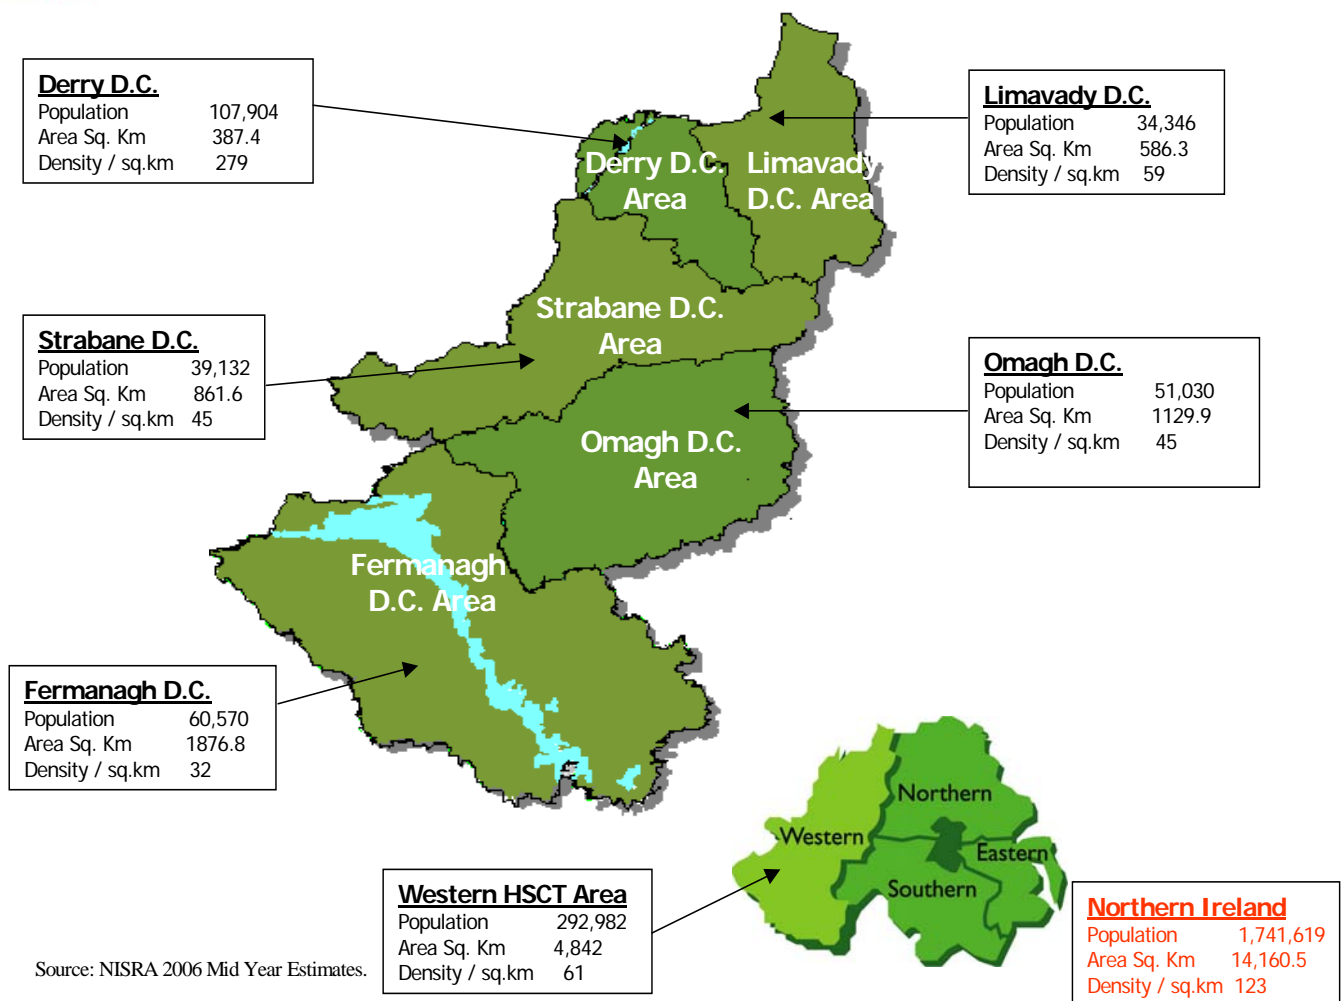 Derry D.C.
Population 107,904
Area Sq. Km 387.4
Density / sq.km 279
Limavady D.C.
Population 34,346
Area Sq. Km 586.3
Density / sq.km 59
Derry D.C.
Area
Limavady
D.C. Area
Strabane D.C.
Area
Strabane D.C.
Population 39,132
Area Sq. Km 861.6
Density / sq.km 45
Omagh D.C.
Population 51,030
Area Sq. Km 1129.9
Density / sq.km 45
Omagh D.C.
Area
Fermanagh
D.C. Area
Fermanagh D.C.
Population 60,570
Area Sq. Km 1876.8
Density / sq.km 32
Northern
Western
Eastern
Southern
Western HSCT Area
Population 292,982
Area Sq. Km 4,842
Density / sq.km 61
Northern Ireland
Population 1,741,619
Area Sq. Km 14,160.5
Density / sq.km 123
Source: NISRA 2006 Mid Year Estimates.